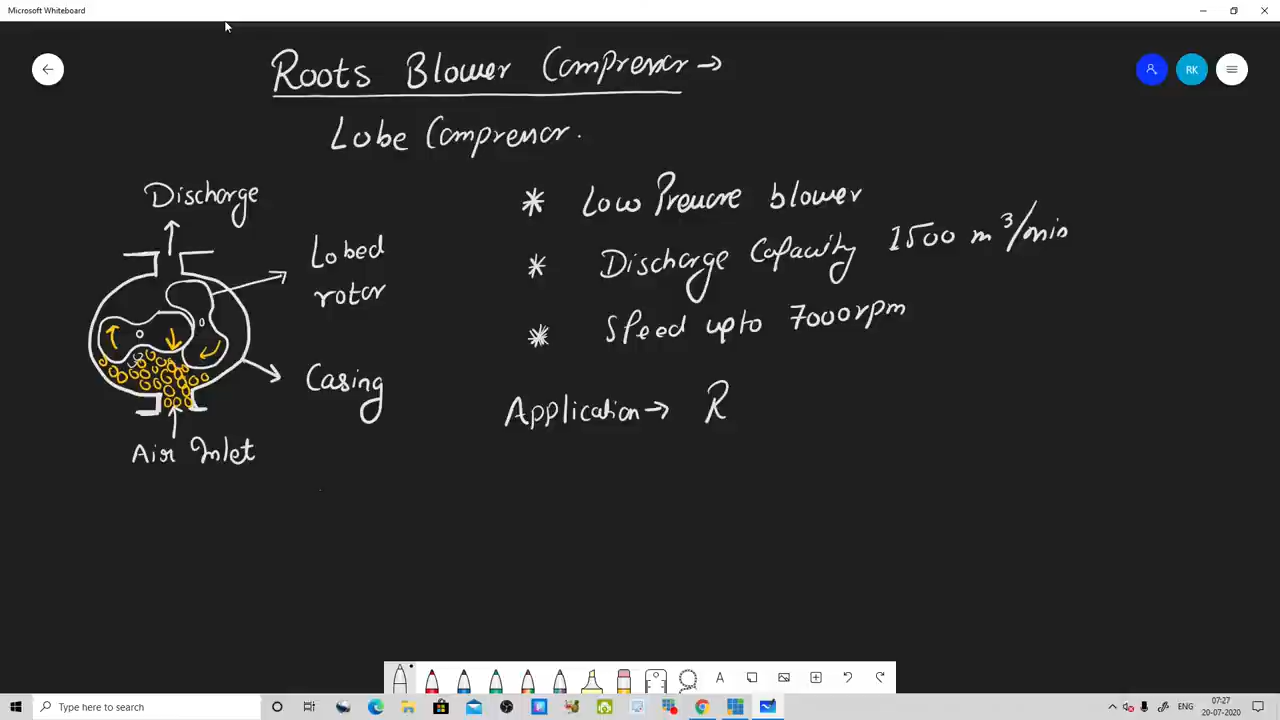 Microsoft Whiteboard
Roots Blower Compressor →
RK
Lobe Compressor.
Discharge
Lobed
rotor
Casing
Air Inlet
* Low Pressure blower
* Discharge Capacity 1500 m³/min
* Speed upto 7000rpm
Application → R
Type here to search
ENG
07:27
20-07-2020